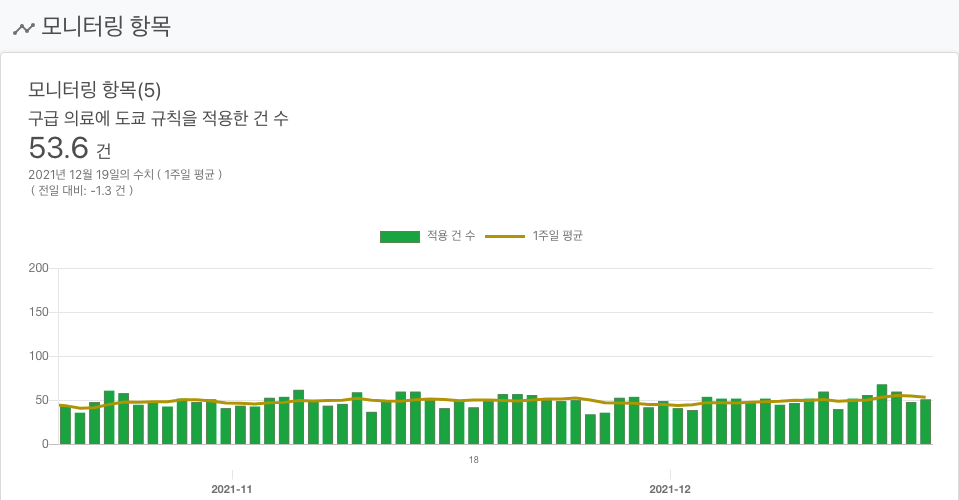 모니터링 항목
모니터링 항목(5)
구급 의료에 도쿄 규칙을 적용한 건 수
53.6 건
2021년 12월 19일의 수치 ( 1주일 평균 )
( 전일 대비: -1.3 건 )
적용 건 수 1주일 평균
200
150
100
50
0
18
2021-11 2021-12